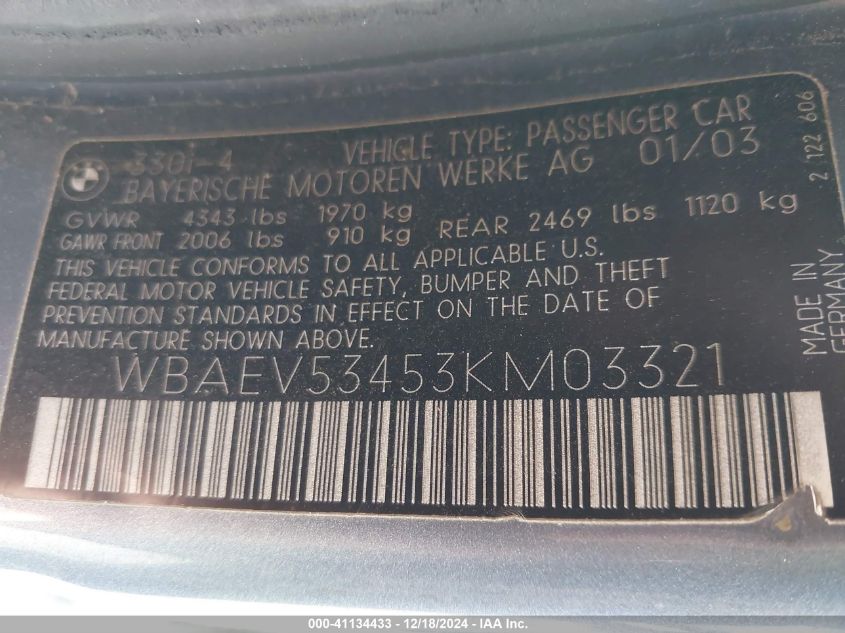 330i-4 VEHICLE TYPE: PASSENGER CAR
BAYERISCHE MOTOREN WERKE AG 01/03
GVWR 4343 lbs 1970 kg
GAWR FRONT 2006 lbs 910 kg REAR 2469 lbs 1120 kg
THIS VEHICLE CONFORMS TO ALL APPLICABLE U.S.
FEDERAL MOTOR VEHICLE SAFETY, BUMPER AND THEFT
PREVENTION STANDARDS IN EFFECT ON THE DATE OF
MANUFACTURE SHOWN ABOVE.
WBAEV53453KM03321
2 122 606
MADE IN
GERMANY
000-41134433 - 12/18/2024 - IAA Inc.